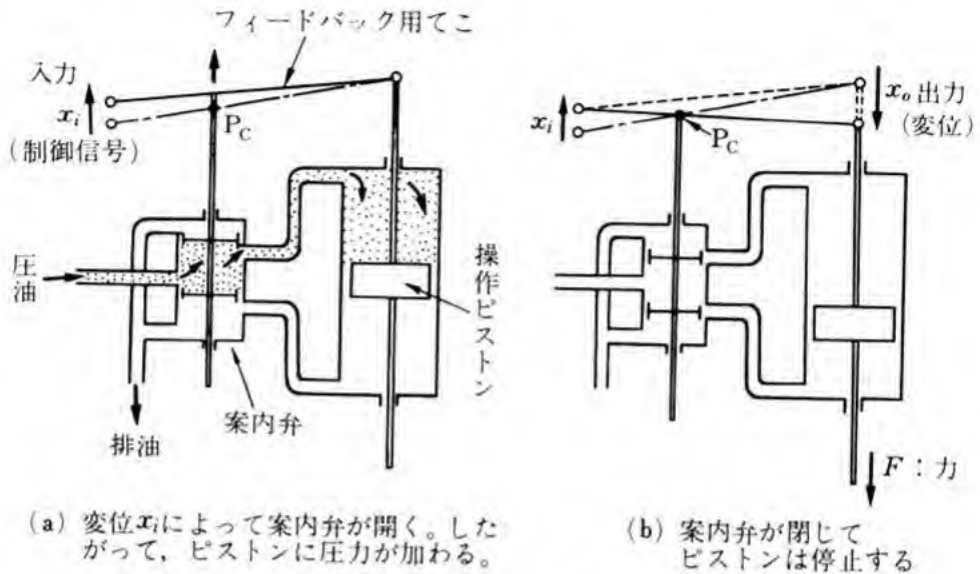 フィードバック用てこ
入力
xi
(制御信号)
PC
圧油
操作ピストン
案内弁
排油
(a) 変位xiによって案内弁が開く。した
がって，ピストンに圧力が加わる。
xi
PC
xo 出力
(変位)
F：力
(b) 案内弁が閉じて
ピストンは停止する